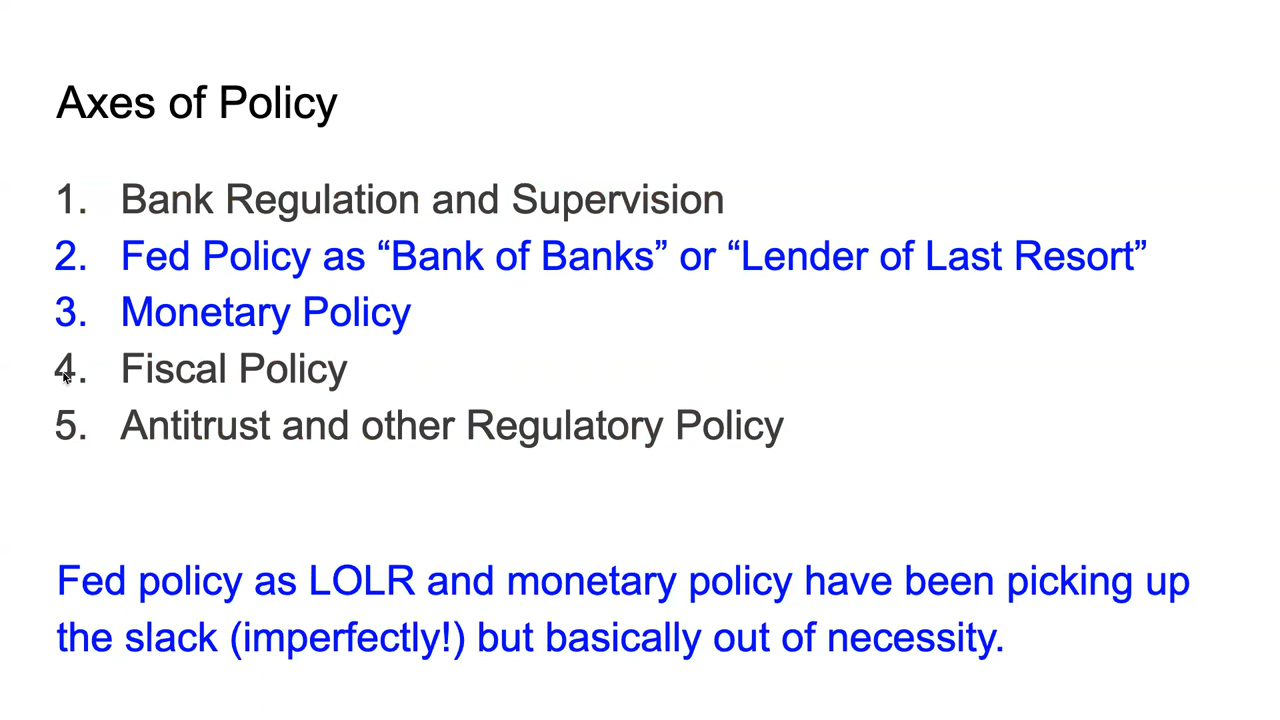 Axes of Policy
1. Bank Regulation and Supervision
2. Fed Policy as “Bank of Banks” or “Lender of Last Resort”
3. Monetary Policy
4. Fiscal Policy
5. Antitrust and other Regulatory Policy
Fed policy as LOLR and monetary policy have been picking up
the slack (imperfectly!) but basically out of necessity.